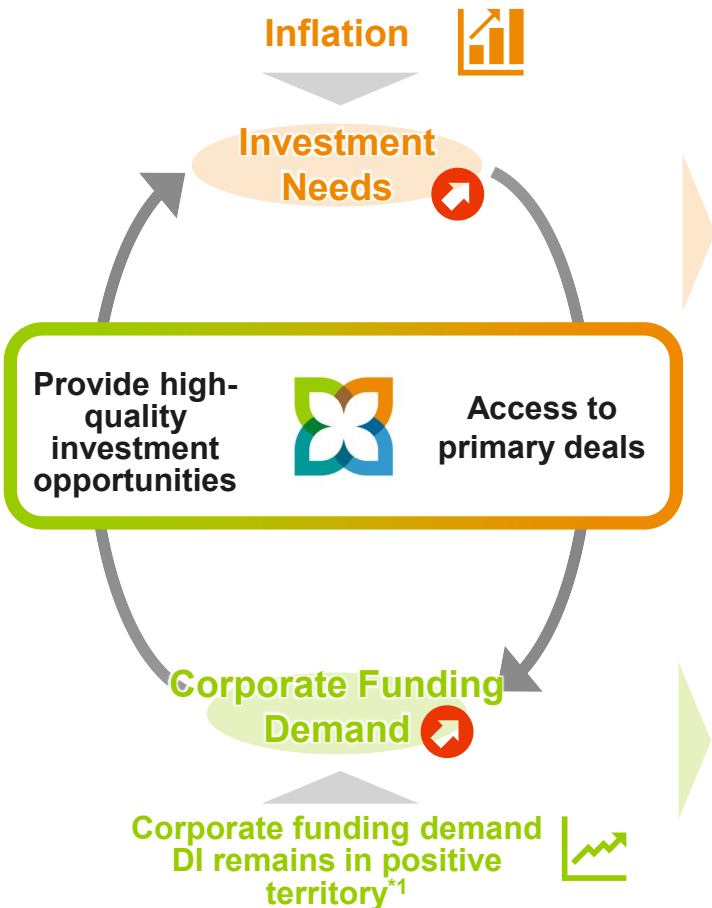 Inflation
Investment
Needs
Provide high-
quality
investment
opportunities
Access to
primary deals
Corporate Funding
Demand
Corporate funding demand
DI remains in positive
territory*1